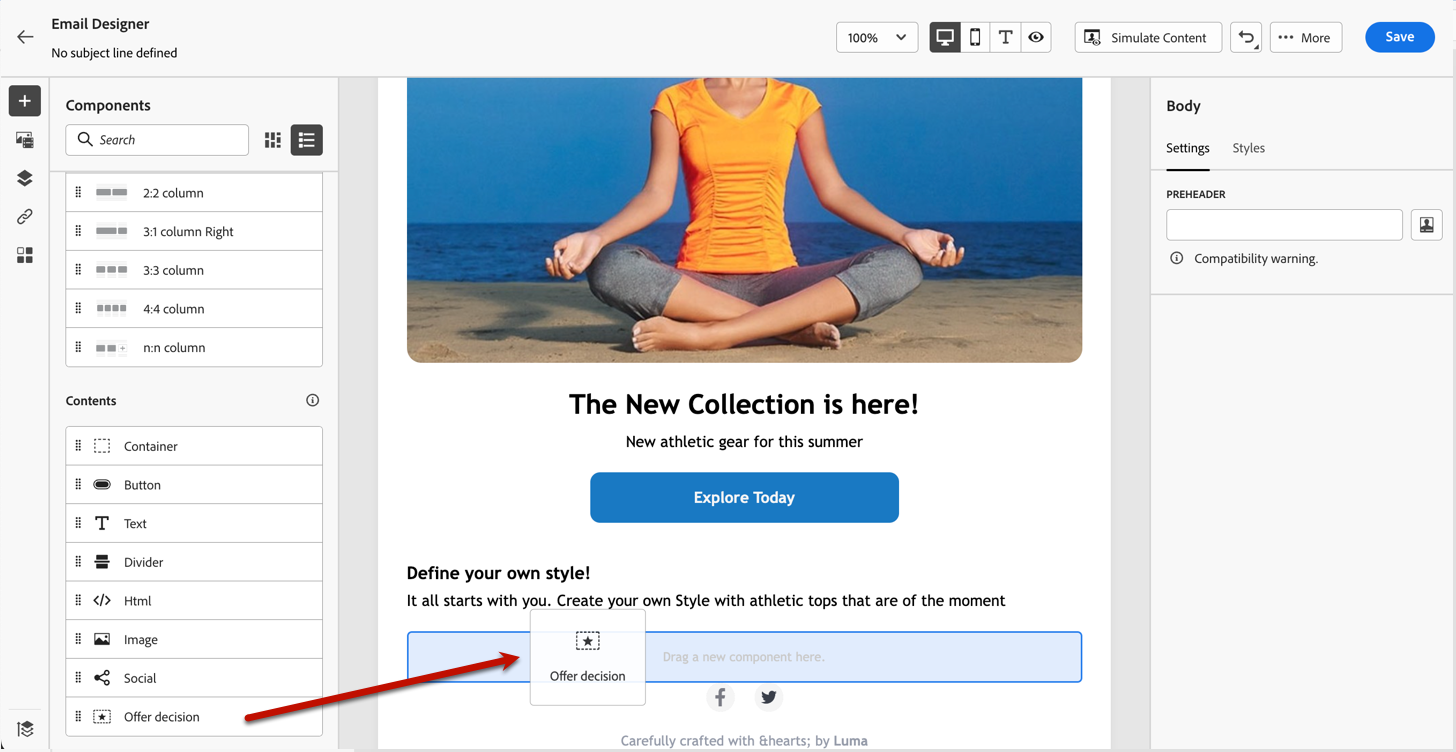 Email Designer
No subject line defined
100%
Simulate Content
More
Save
Components
Search
2:2 column
3:1 column Right
3:3 column
4:4 column
n:n column
Contents
Container
Button
Text
Divider
Html
Image
Social
Offer decision
The New Collection is here!
New athletic gear for this summer
Explore Today
Define your own style!
It all starts with you. Create your own Style with athletic tops that are of the moment
Drag a new component here.
Offer decision
Carefully crafted with &hearts; by Luma
Body
Settings Styles
PREHEADER
Compatibility warning.